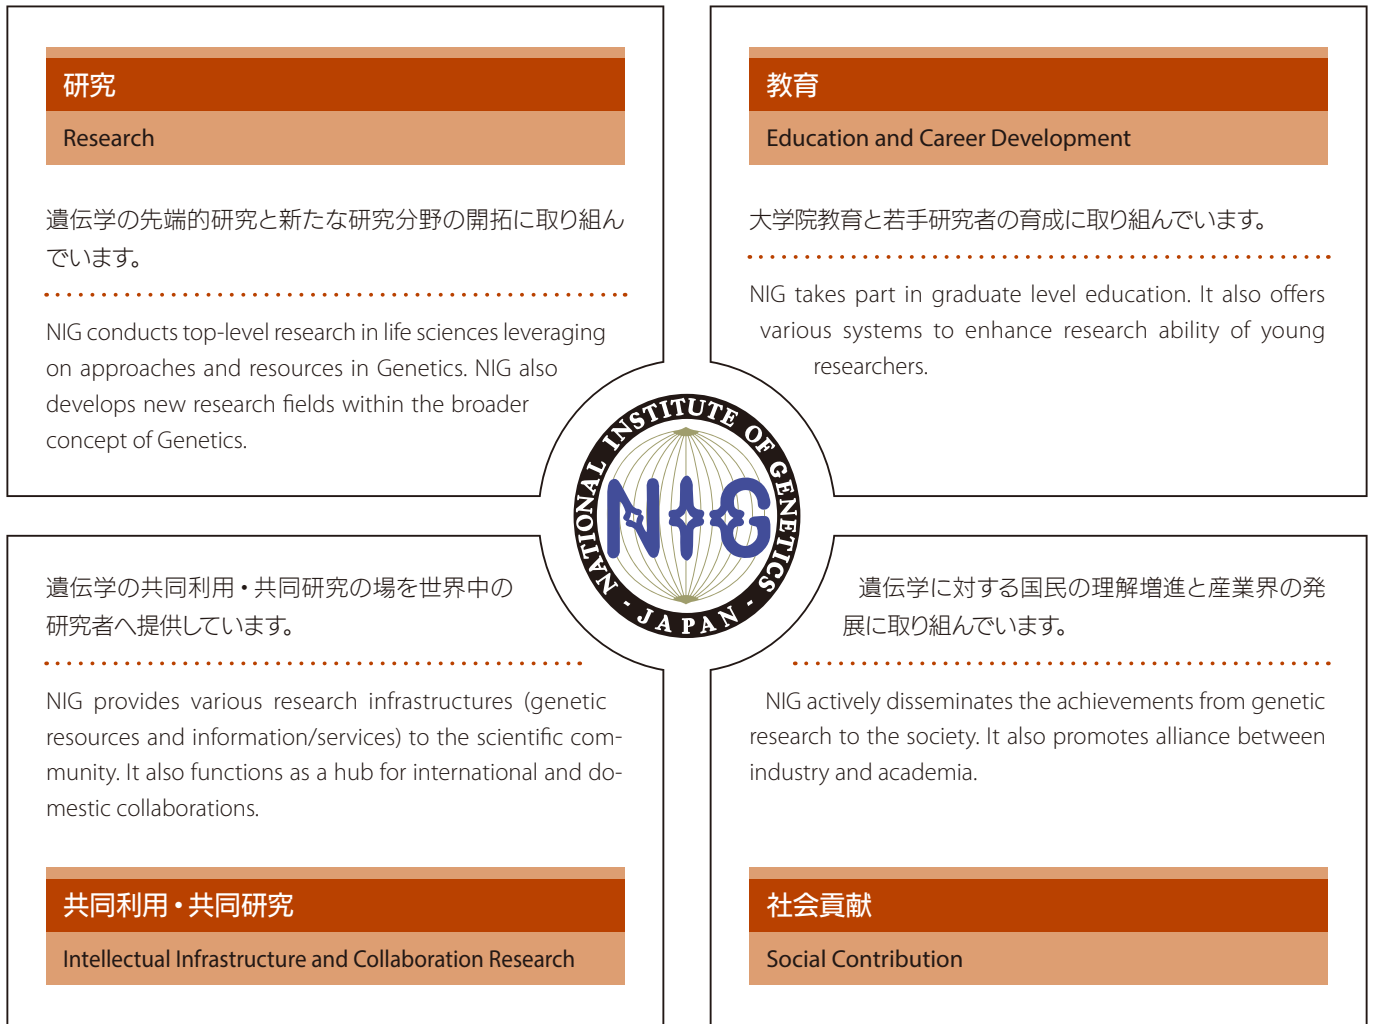 研究
Research
遺伝学の先端的研究と新たな研究分野の開拓に取り組ん
でいます。
NIG conducts top-level research in life sciences leveraging
on approaches and resources in Genetics. NIG also
develops new research fields within the broader
concept of Genetics.
教育
Education and Career Development
大学院教育と若手研究者の育成に取り組んでいます。
NIG takes part in graduate level education. It also offers
various systems to enhance research ability of young
researchers.
NATIONAL INSTITUTE OF GENETICS
NIG
- JAPAN -
遺伝学の共同利用・共同研究の場を世界中の
研究者へ提供しています。
NIG provides various research infrastructures (genetic
resources and information/services) to the scientific com-
munity. It also functions as a hub for international and do-
mestic collaborations.
共同利用・共同研究
Intellectual Infrastructure and Collaboration Research
遺伝学に対する国民の理解増進と産業界の発
展に取り組んでいます。
NIG actively disseminates the achievements from genetic
research to the society. It also promotes alliance between
industry and academia.
社会貢献
Social Contribution